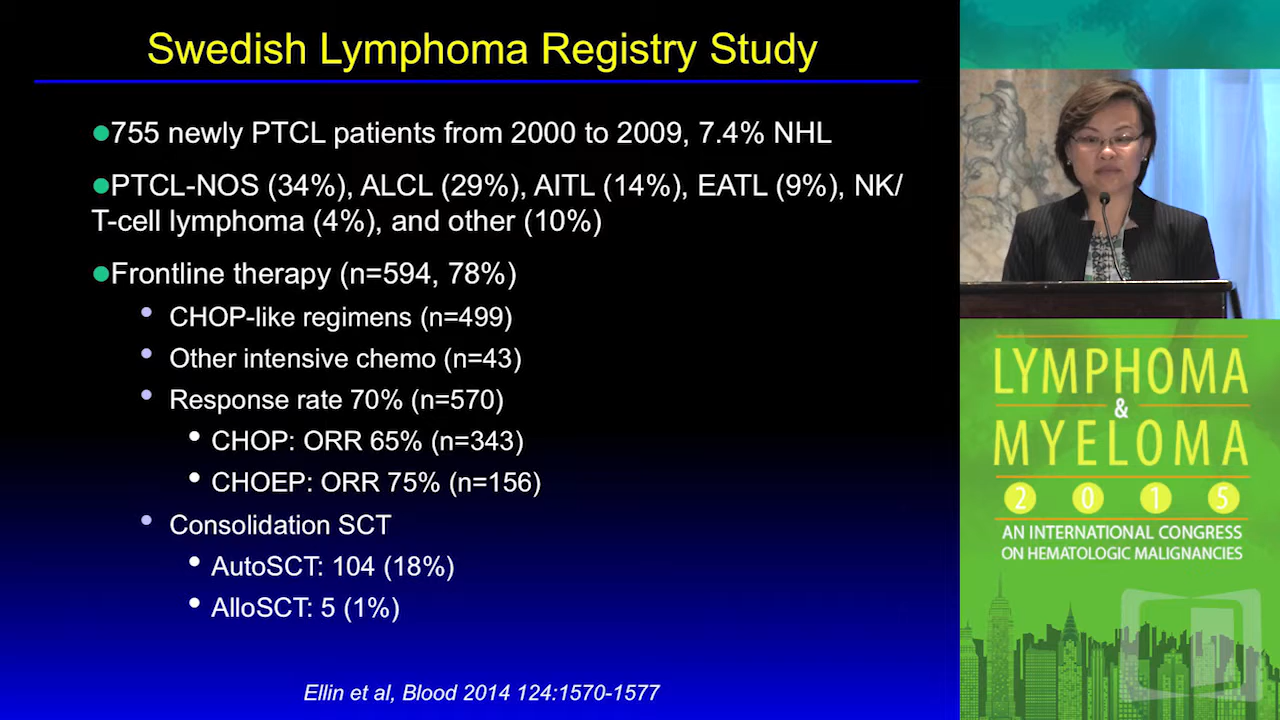 Swedish Lymphoma Registry Study
●755 newly PTCL patients from 2000 to 2009, 7.4% NHL
●PTCL-NOS (34%), ALCL (29%), AITL (14%), EATL (9%), NK/
T-cell lymphoma (4%), and other (10%)
●Frontline therapy (n=594, 78%)
• CHOP-like regimens (n=499)
• Other intensive chemo (n=43)
• Response rate 70% (n=570)
• CHOP: ORR 65% (n=343)
• CHOEP: ORR 75% (n=156)
• Consolidation SCT
• AutoSCT: 104 (18%)
• AlloSCT: 5 (1%)
Ellin et al, Blood 2014 124:1570-1577
LYMPHOMA
&
MYELOMA
2015
AN INTERNATIONAL CONGRESS
ON HEMATOLOGIC MALIGNANCIES